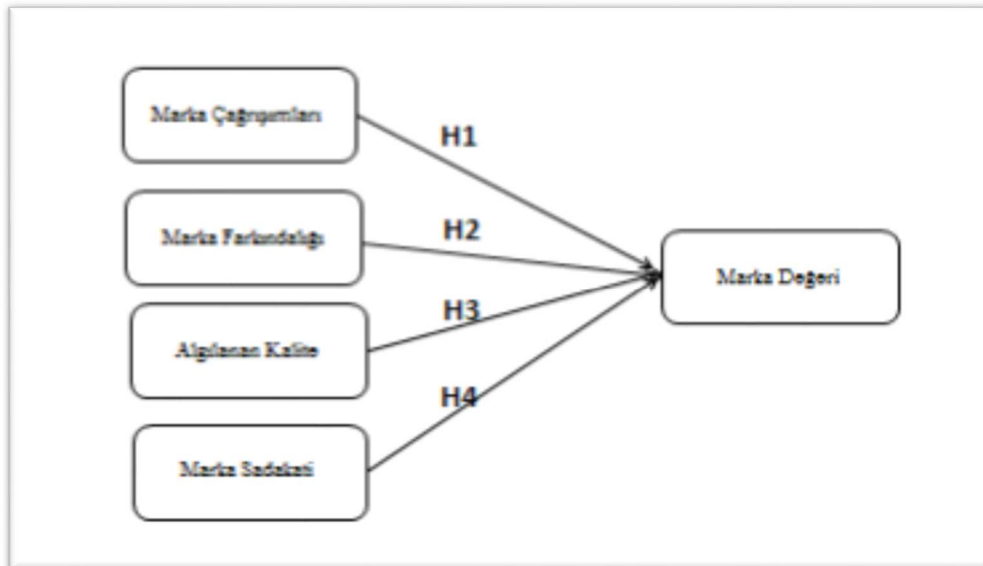 Marka Çağrışımları
H1
Marka Farkındalığı
H2
Marka Değeri
Algılanan Kalite
H3
Marka Sadakati
H4